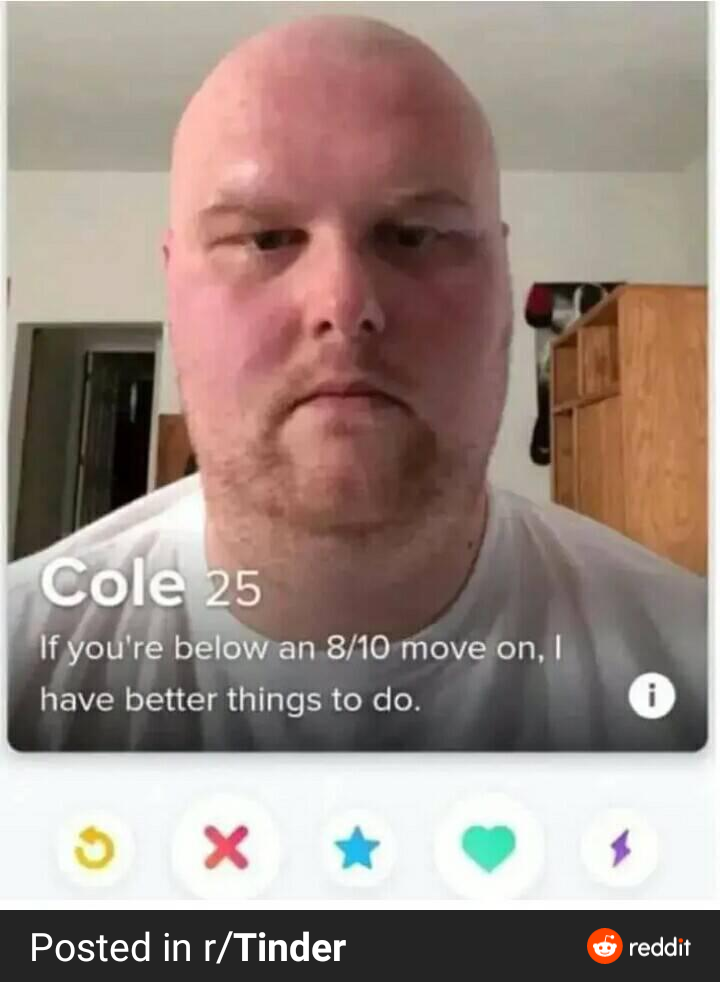 Cole 25
If you're below an 8/10 move on, I
have better things to do.
i
Posted in r/Tinder
reddit